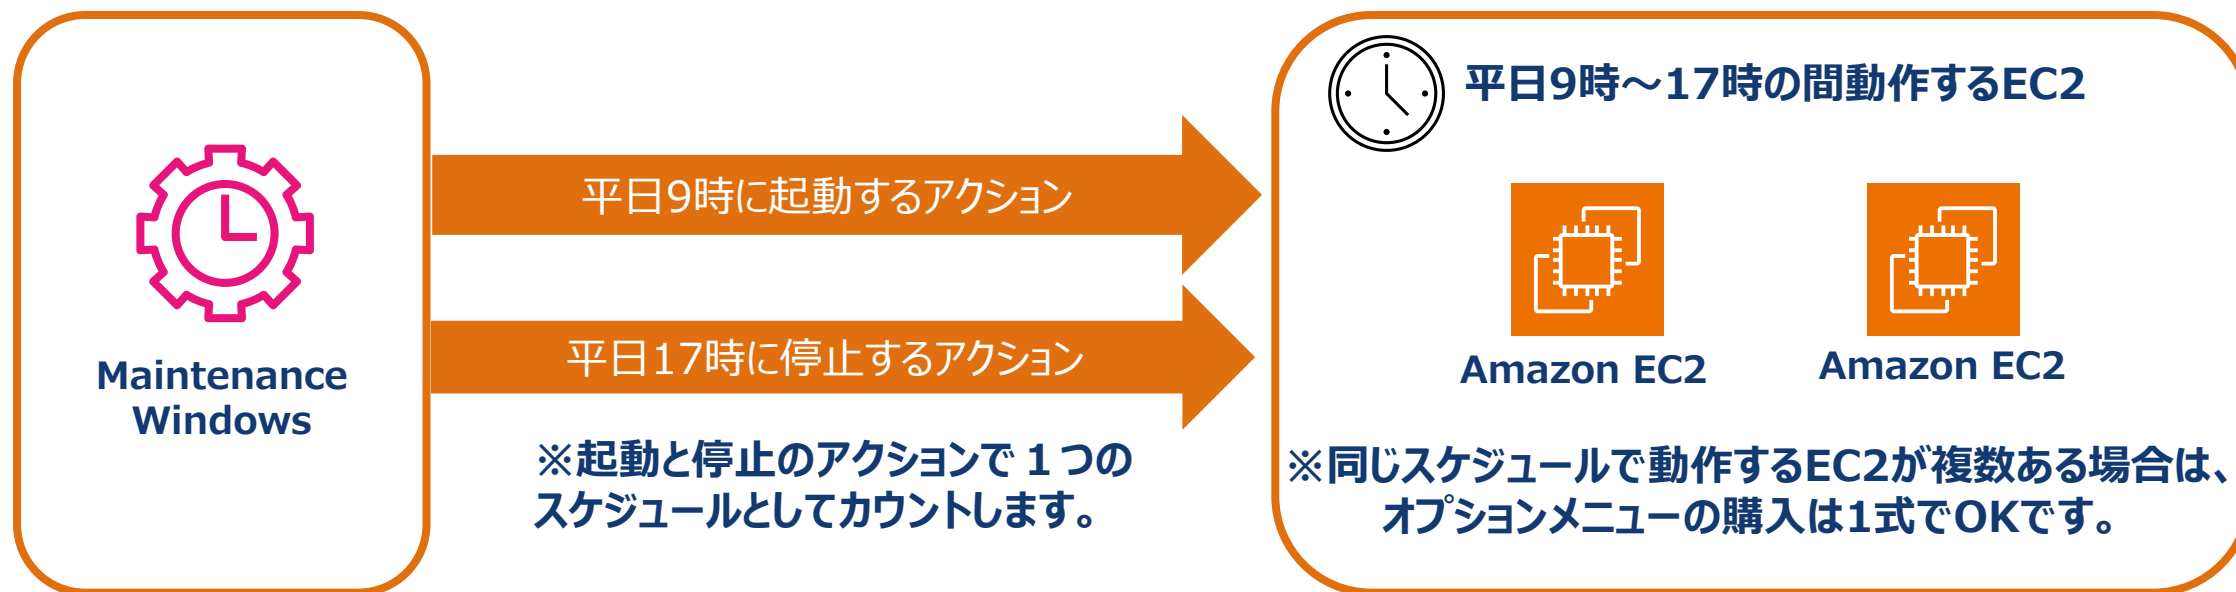 Maintenance
Windows
平日9時に起動するアクション
平日17時に停止するアクション
※起動と停止のアクションで１つの
スケジュールとしてカウントします。
平日9時～17時の間動作するEC2
Amazon EC2
Amazon EC2
※同じスケジュールで動作するEC2が複数ある場合は、
オプションメニューの購入は1式でOKです。